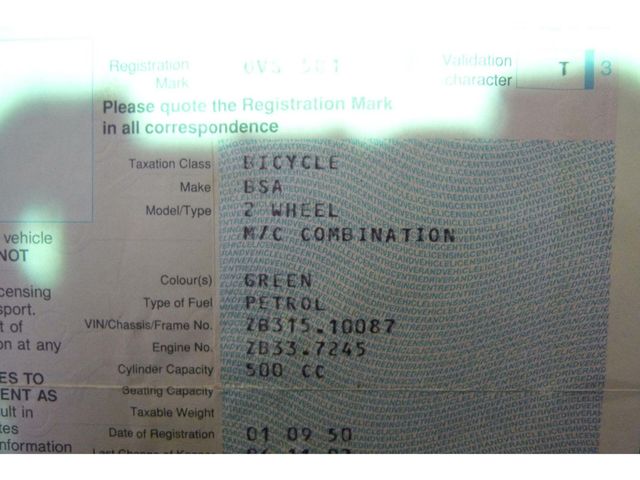 Registration
Mark
Validation
character
T
3
Please quote the Registration Mark
in all correspondence
Taxation Class BICYCLE
Make BSA
Model/Type 2 WHEEL
M/C COMBINATION
vehicle
NOT
Colour(s) GREEN
censing
Type of Fuel PETROL
sport.
VIN/Chassis/Frame No. ZB315.10087
t of
Engine No. ZB33.7245
on at any
Cylinder Capacity 500 CC
ES TO
Seating Capacity
ENT AS
Taxable Weight
ult in
tes
Date of Registration 01 09 50
nformation